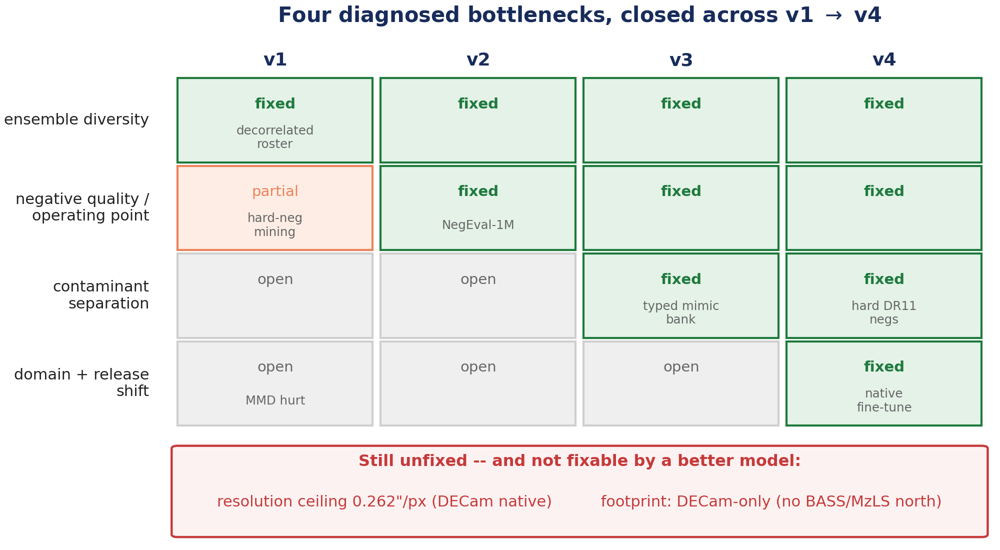 Four diagnosed bottlenecks, closed across v1 → v4
v1 v2 v3 v4
ensemble diversity
fixed
decorrelated
roster
fixed
fixed
fixed
negative quality /
operating point
partial
hard-neg
mining
fixed
NegEval-1M
fixed
fixed
contaminant
separation
open
open
fixed
typed mimic
bank
fixed
hard DR11
negs
domain + release
shift
open
MMD hurt
open
open
fixed
native
fine-tune
Still unfixed -- and not fixable by a better model:
resolution ceiling 0.262"/px (DECam native)
footprint: DECam-only (no BASS/MzLS north)